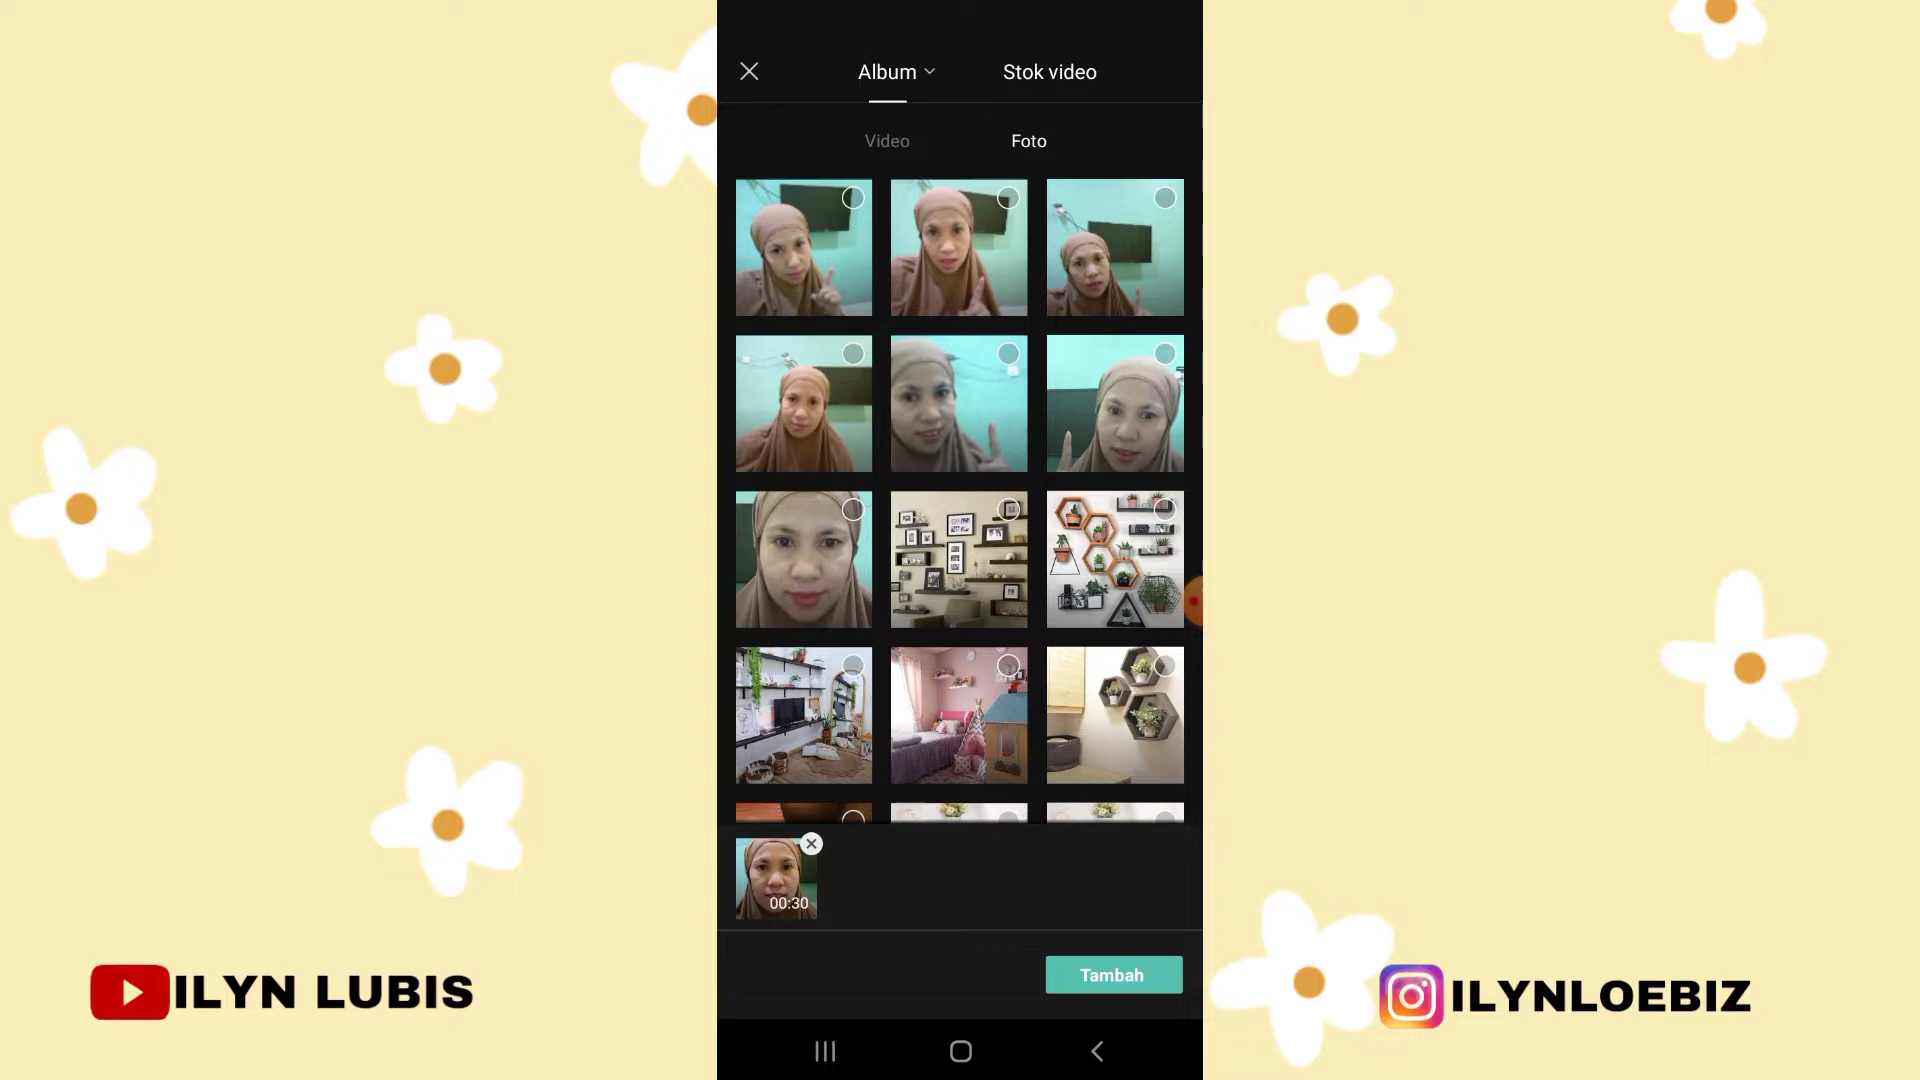 Album
Stok video
Video
Foto
00:30
Tambah
ILYN LUBIS
ILYNLOEBIZ